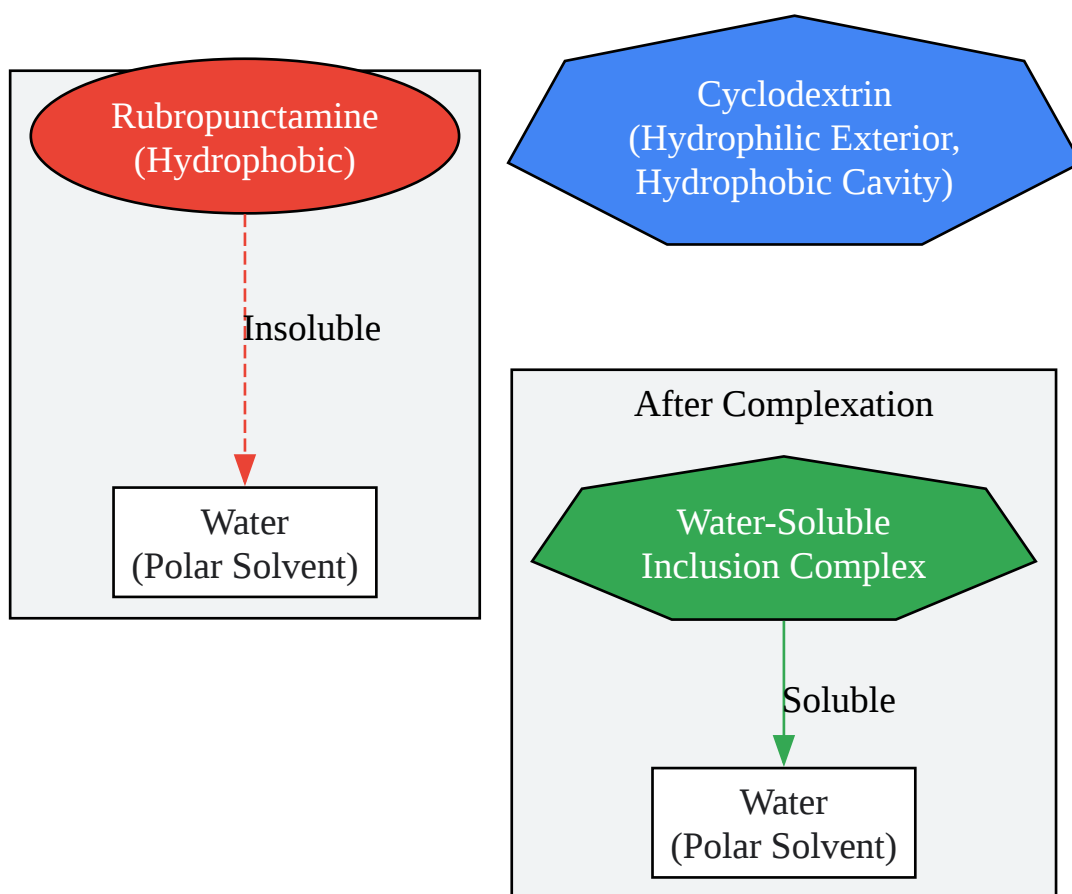 Rubropunctamine
(Hydrophobic)
Insoluble
Water
(Polar Solvent)
Cyclodextrin
(Hydrophilic Exterior,
Hydrophobic Cavity)
After Complexation
Water-Soluble
Inclusion Complex
Soluble
Water
(Polar Solvent)